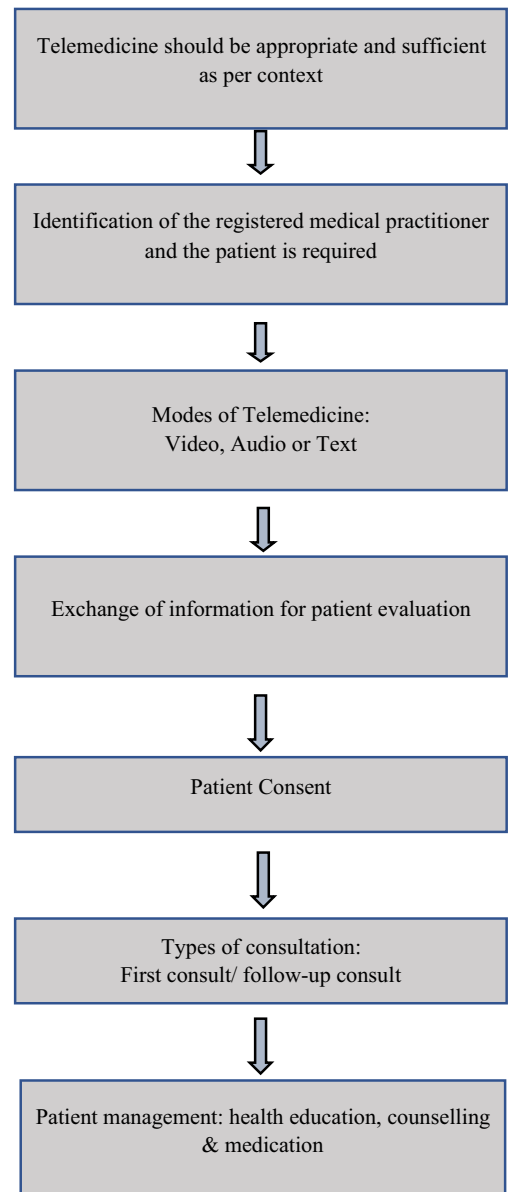 Telemedicine should be appropriate and sufficient
as per context
Identification of the registered medical practitioner
and the patient is required
Modes of Telemedicine:
Video, Audio or Text
Exchange of information for patient evaluation
Patient Consent
Types of consultation:
First consult/ follow-up consult
Patient management: health education, counselling
& medication